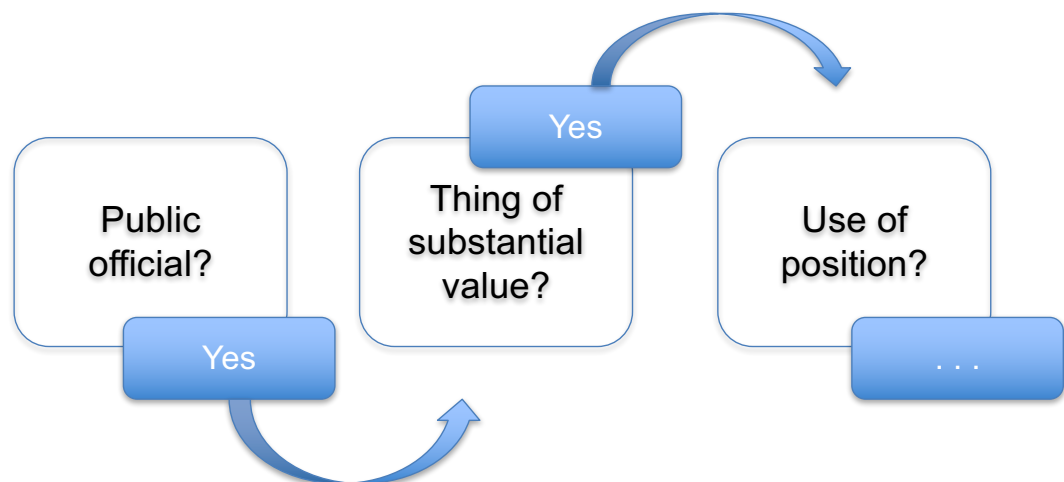 Public
official?
Yes
Thing of
substantial
value?
Yes
Use of
position?
. . .